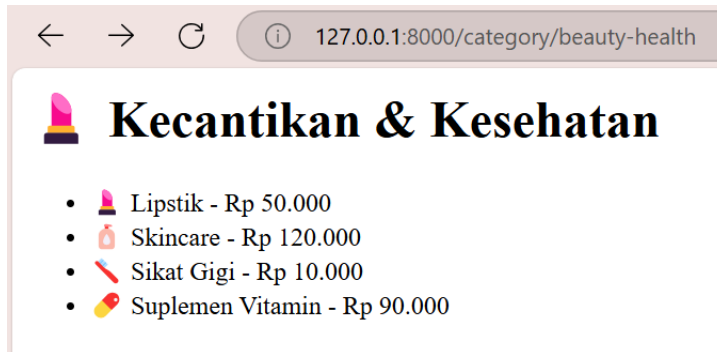 127.0.0.1:8000/category/beauty-health
💄 Kecantikan & Kesehatan
• 💄 Lipstik - Rp 50.000
• 🧴 Skincare - Rp 120.000
• 🪥 Sikat Gigi - Rp 10.000
• 💊 Suplemen Vitamin - Rp 90.000